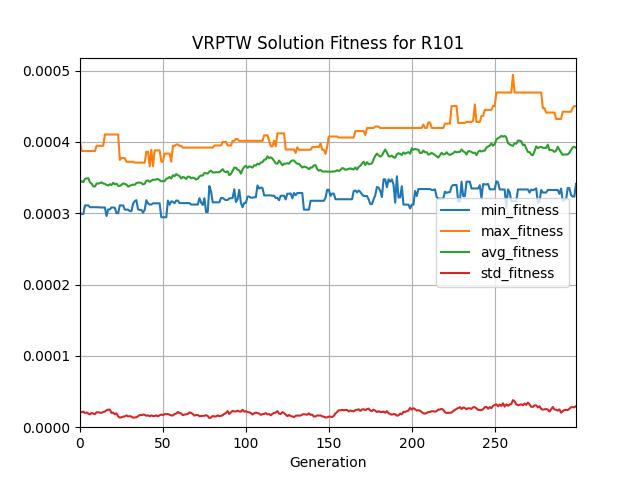 VRPTW Solution Fitness for R101
0.0005
0.0004
0.0003
0.0002
0.0001
0.0000
min_fitness
max_fitness
avg_fitness
std_fitness
0 50 100 150 200 250
Generation